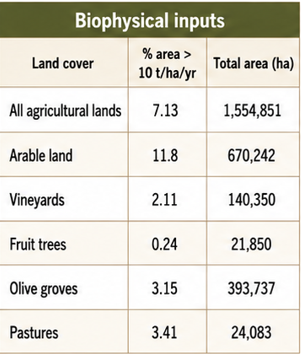 Biophysical inputs
Land cover % area > 10 t/ha/yr Total area (ha)
All agricultural lands 7.13 1,554,851
Arable land 11.8 670,242
Vineyards 2.11 140,350
Fruit trees 0.24 21,850
Olive groves 3.15 393,737
Pastures 3.41 24,083